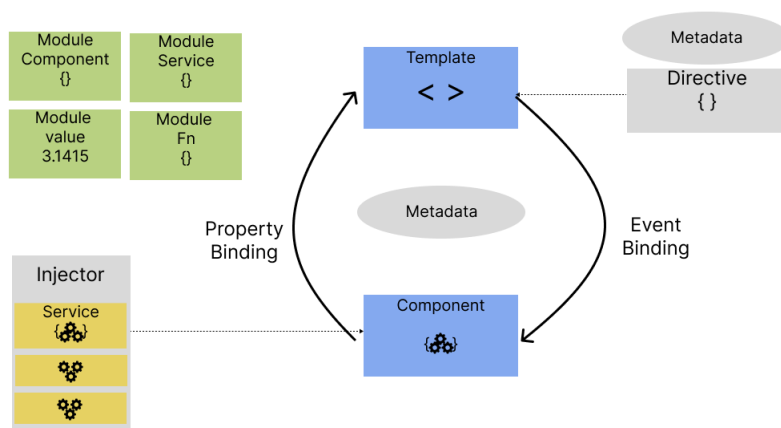 Module
Component
{}
Module
Service
{}
Module
value
3.1415
Module
Fn
{}
Template
< >
Metadata
Directive
{ }
Property
Binding
Metadata
Event
Binding
Injector
Service
{ }
Component
{ }